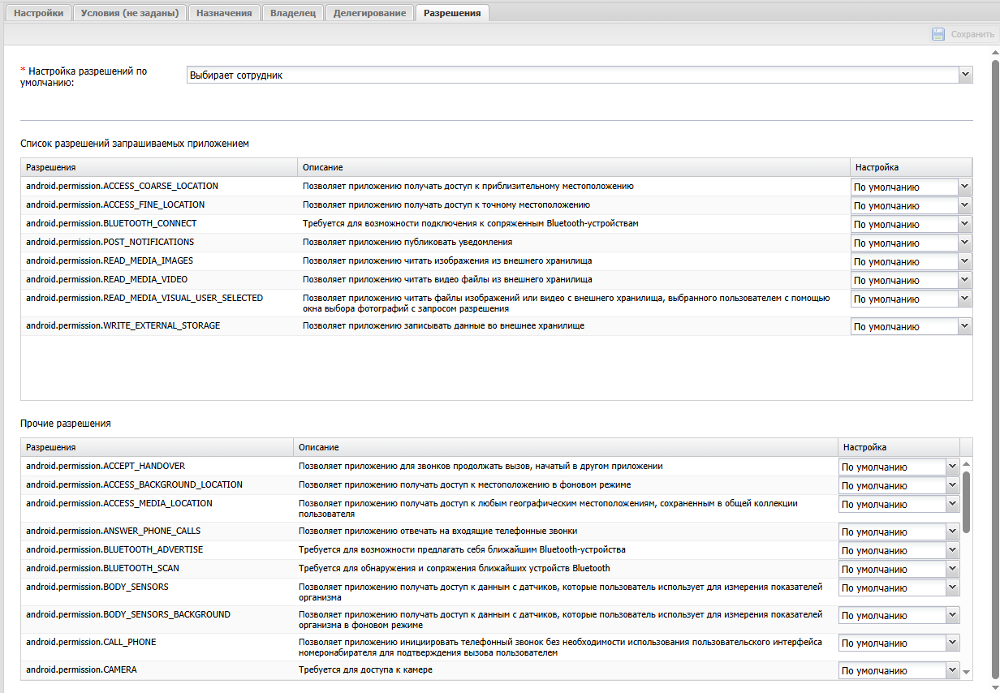 Настройки Условия (не заданы) Назначения Владелец Делегирование Разрешения
Сохранить
* Настройка разрешений по
умолчанию:
Выбирает сотрудник
Список разрешений запрашиваемых приложением
Разрешения Описание Настройка
android.permission.ACCESS_COARSE_LOCATION Позволяет приложению получать доступ к приблизительному местоположению По умолчанию
android.permission.ACCESS_FINE_LOCATION Позволяет приложению получать доступ к точному местоположению По умолчанию
android.permission.BLUETOOTH_CONNECT Требуется для возможности подключения к сопряженным Bluetooth-устройствам По умолчанию
android.permission.POST_NOTIFICATIONS Позволяет приложению публиковать уведомления По умолчанию
android.permission.READ_MEDIA_IMAGES Позволяет приложению читать изображения из внешнего хранилища По умолчанию
android.permission.READ_MEDIA_VIDEO Позволяет приложению читать видео файлы из внешнего хранилища По умолчанию
android.permission.READ_MEDIA_VISUAL_USER_SELECTED Позволяет приложению читать файлы изображений или видео с внешнего хранилища, выбранного пользователем с помощью По умолчанию
окна выбора фотографий с запросом разрешения
android.permission.WRITE_EXTERNAL_STORAGE Позволяет приложению записывать данные во внешнее хранилище По умолчанию
Прочие разрешения
Разрешения Описание Настройка
android.permission.ACCEPT_HANDOVER Позволяет приложению для звонков продолжать вызов, начатый в другом приложении По умолчанию
android.permission.ACCESS_BACKGROUND_LOCATION Позволяет приложению получать доступ к местоположению в фоновом режиме По умолчанию
android.permission.ACCESS_MEDIA_LOCATION Позволяет приложению получать доступ к любым географическим местоположениям, сохраненным в общей коллекции По умолчанию
пользователя
android.permission.ANSWER_PHONE_CALLS Позволяет приложению отвечать на входящие телефонные звонки По умолчанию
android.permission.BLUETOOTH_ADVERTISE Требуется для возможности предлагать себя ближайшим Bluetooth-устройства По умолчанию
android.permission.BLUETOOTH_SCAN Требуется для обнаружения и сопряжения ближайших устройств Bluetooth По умолчанию
android.permission.BODY_SENSORS Позволяет приложению получать доступ к данным с датчиков, которые пользователь использует для измерения показателей По умолчанию
организма
android.permission.BODY_SENSORS_BACKGROUND Позволяет приложению получать доступ к данным с датчиков, которые пользователь использует для измерения показателей По умолчанию
организма в фоновом режиме
android.permission.CALL_PHONE Позволяет приложению инициировать телефонный звонок без необходимости использования пользовательского интерфейса По умолчанию
номеронабирателя для подтверждения вызова пользователем
android.permission.CAMERA Требуется для доступа к камере По умолчанию